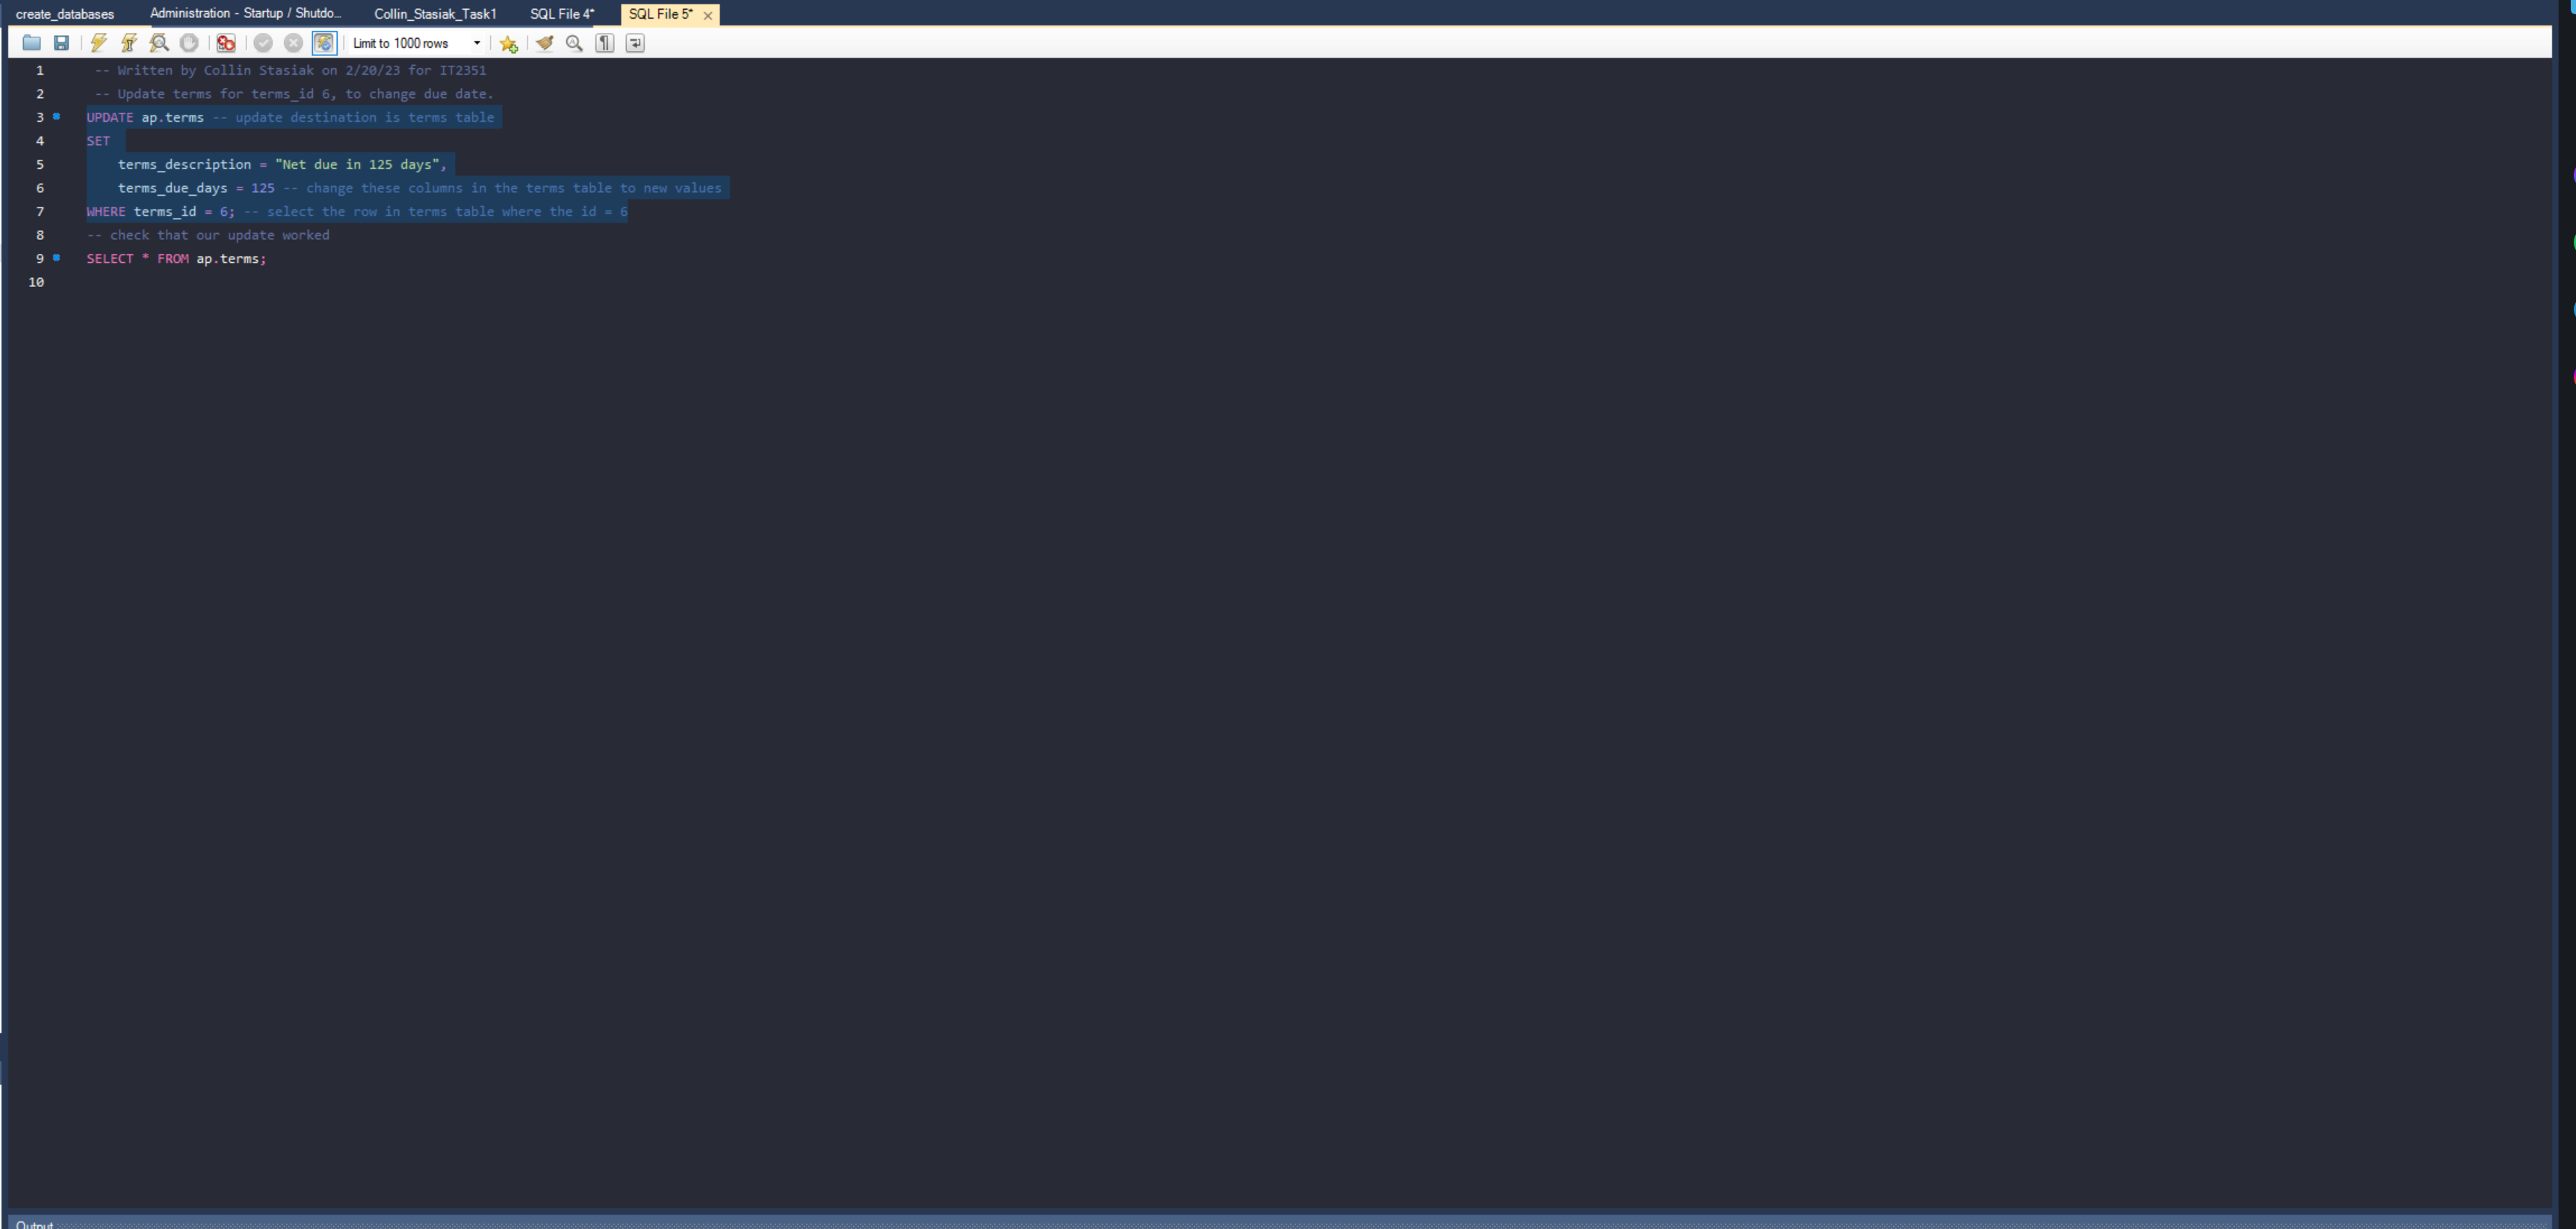 create_databases Administration - Startup / Shutdo... Collin_Stasiak_Task1 SQL File 4* SQL File 5*
Limit to 1000 rows
1 -- Written by Collin Stasiak on 2/20/23 for IT2351
2 -- Update terms for terms_id 6, to change due date.
3 UPDATE ap.terms -- update destination is terms table
4 SET
5 terms_description = "Net due in 125 days",
6 terms_due_days = 125 -- change these columns in the terms table to new values
7 WHERE terms_id = 6; -- select the row in terms table where the id = 6
8 -- check that our update worked
9 SELECT * FROM ap.terms;
10
Output